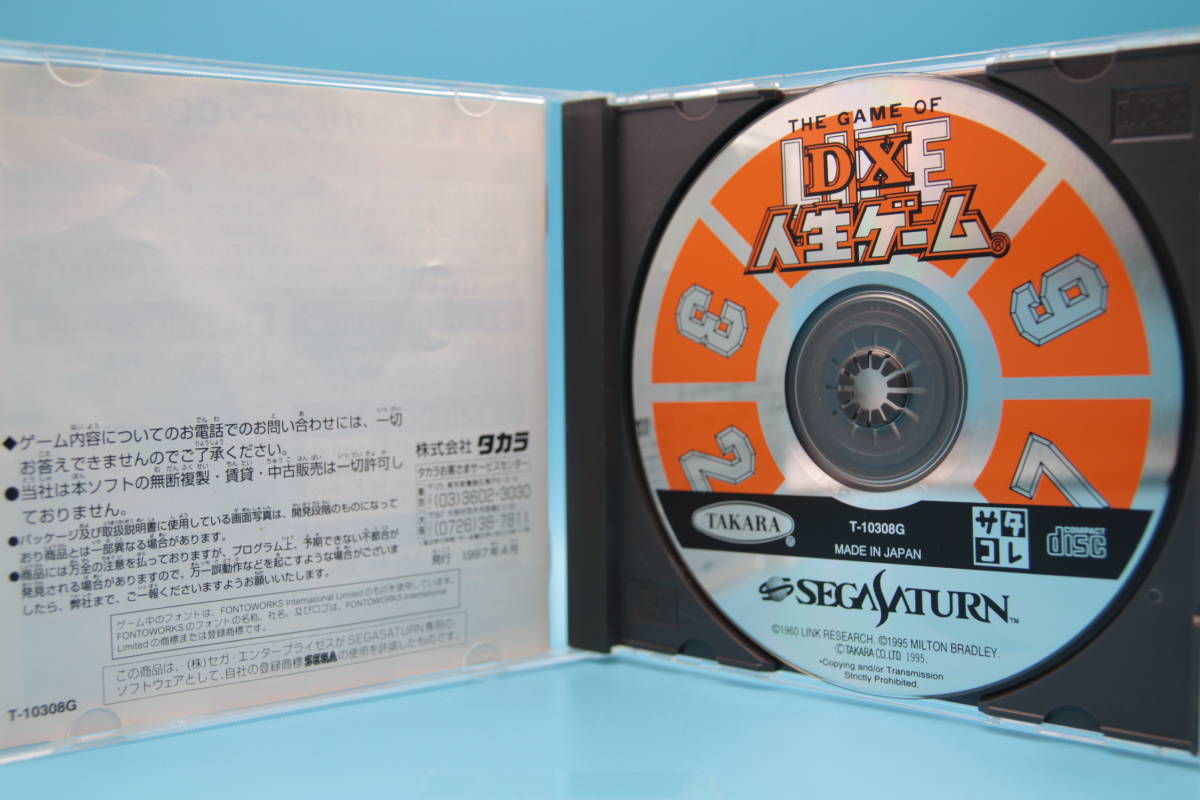 ◆ゲーム内容についてのお電話でのお問い合わせには、一切
お答えできませんのでご了承ください。
●当社は本ソフトの無断複製・賃貸・中古販売は一切許可し
ておりません。
●パッケージ及び取扱説明書に使用している画面写真は、開発段階のものになって
おり商品とは一部異なる場合があります。
●商品には万全の注意を払っておりますが、プログラム上、予期できない不都合が
発見される場合がありますので、万一誤動作などを起こすような場合がございま
したら、弊社まで、ご一報くださいますようお願いいたします。
株式会社 タカラ
タカラお客さまサービスセンター
東京
(03)3602-3030
大阪
(0726)38-7811
発行 1997年4月
ゲーム中のフォントは、FONTOWORKS International Limitedのものを使用しています。
FONTOWORKSのフォントの名称、社名、及びロゴは、FONTOWORKS International
Limitedの商標または登録商標です。
この商品は、(株)セガ・エンタープライゼスがSEGASATURN専用の
ソフトウェアとして、自社の登録商標SEGAの使用を許諾したものです。
T-10308G
THE GAME OF
LIFE
DX
人生ゲーム®
3
6
2
7
TAKARA®
T-10308G
MADE IN JAPAN
サタ
コレ
COMPACT
disc
SEGASATURN™
©1960 LINK RESEARCH. ©1995 MILTON BRADLEY.
©TAKARA CO.LTD. 1995.
*Copying and/or Transmission
Strictly Prohibited.